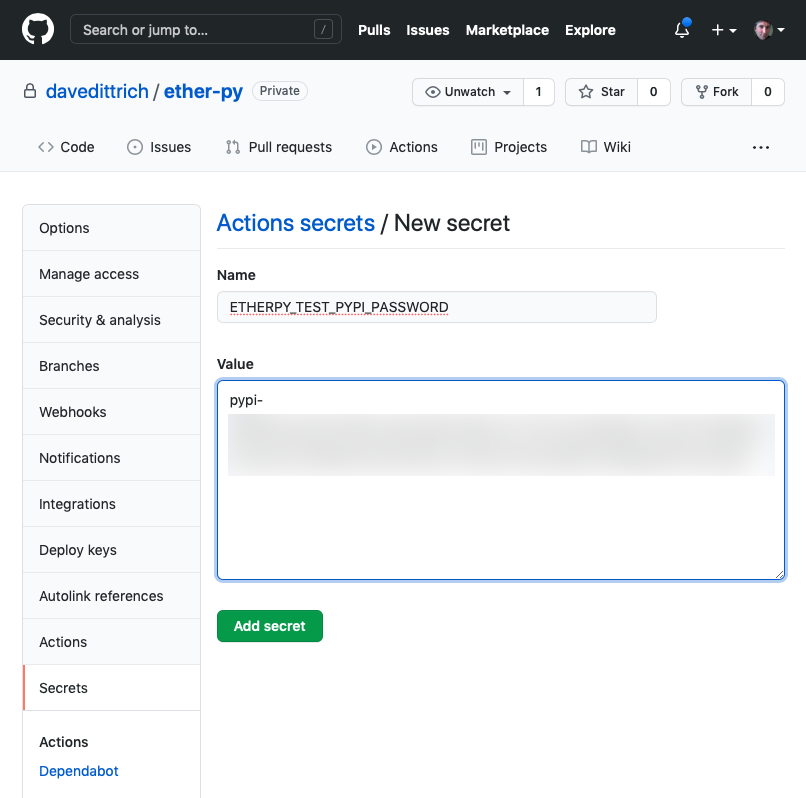 Search or jump to... /
Pulls Issues Marketplace Explore
davedittrich / ether-py Private
Unwatch 1 Star 0 Fork 0
Code Issues Pull requests Actions Projects Wiki ...
Options
Manage access
Security & analysis
Branches
Webhooks
Notifications
Integrations
Deploy keys
Autolink references
Actions
Secrets
Actions
Dependabot
Actions secrets / New secret
Name
ETHERPY_TEST_PYPI_PASSWORD
Value
pypi-
Add secret